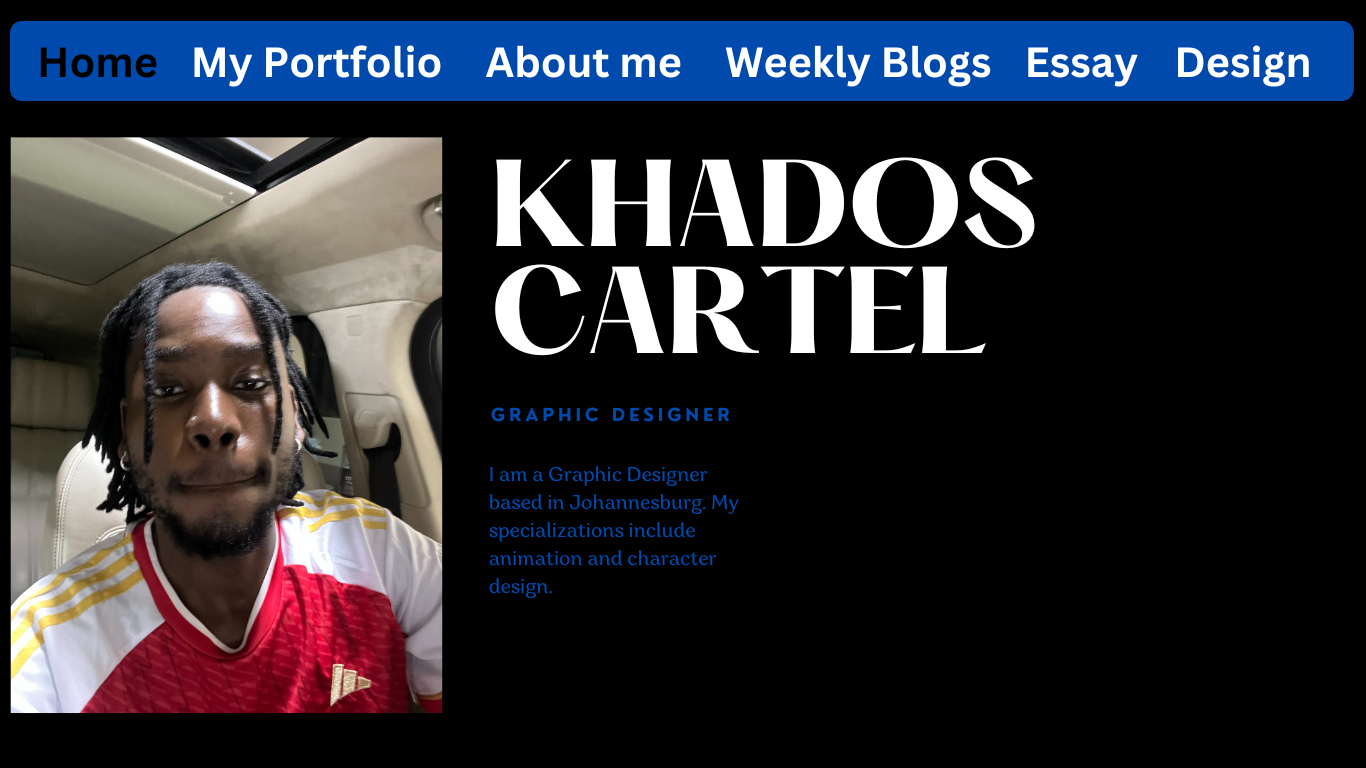 Home My Portfolio About me Weekly Blogs Essay Design
KHADOS
CARTEL
GRAPHIC DESIGNER
I am a Graphic Designer
based in Johannesburg. My
specializations include
animation and character
design.